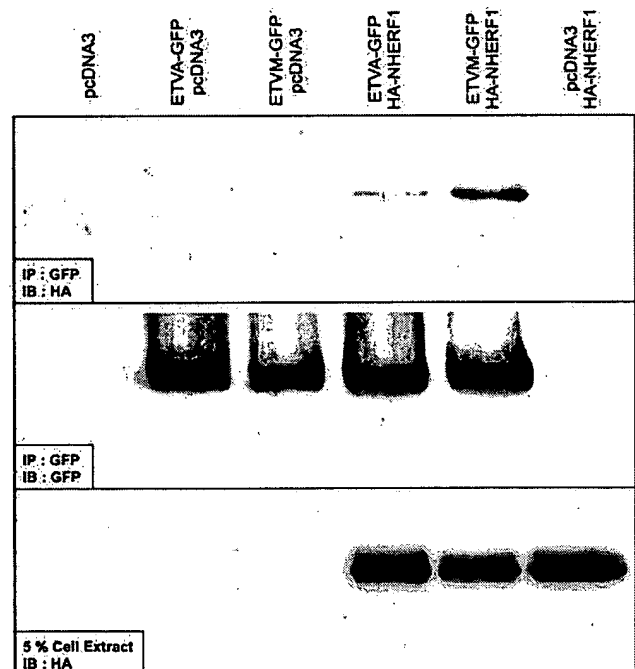 pcDNA3
ETVA-GFP
pcDNA3
ETVM-GFP
pcDNA3
ETVA-GFP
HA-NHERF1
ETVM-GFP
HA-NHERF1
pcDNA3
HA-NHERF1
IP : GFP
IB : HA
IP : GFP
IB : GFP
5 % Cell Extract
IB : HA